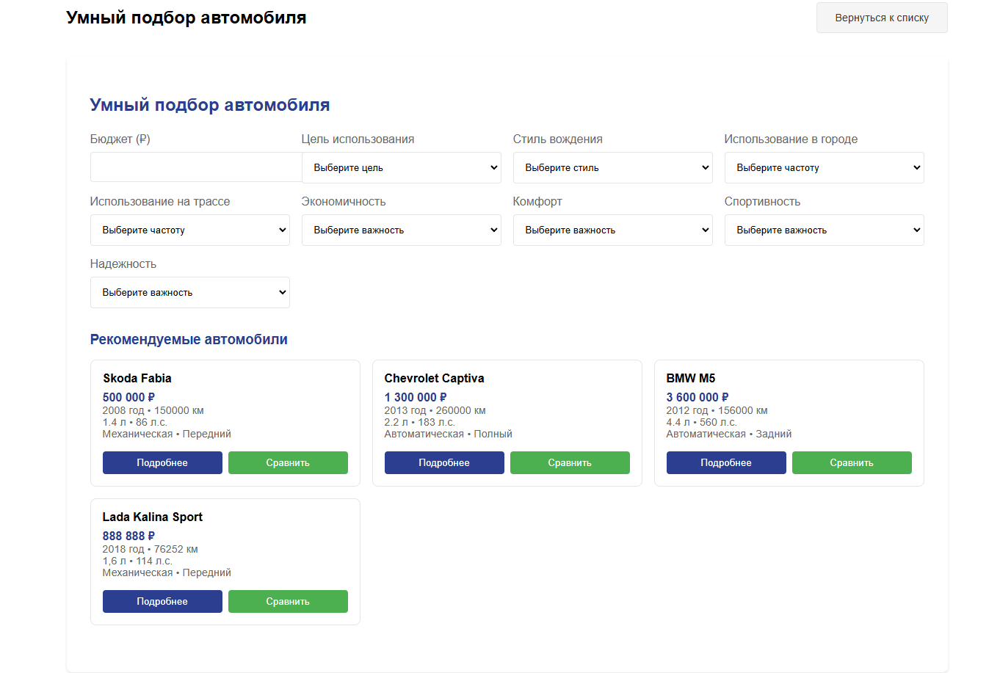 Умный подбор автомобиля
Вернуться к списку
Умный подбор автомобиля
Бюджет (₽)
Цель использования
Стиль вождения
Использование в городе
Выберите цель
Выберите стиль
Выберите частоту
Использование на трассе
Экономичность
Комфорт
Спортивность
Выберите частоту
Выберите важность
Выберите важность
Выберите важность
Надежность
Выберите важность
Рекомендуемые автомобили
Skoda Fabia
500 000 ₽
2008 год • 150000 км
1.4 л • 86 л.с.
Механическая • Передний
Подробнее
Сравнить
Chevrolet Captiva
1 300 000 ₽
2013 год • 260000 км
2.2 л • 183 л.с.
Автоматическая • Полный
Подробнее
Сравнить
BMW M5
3 600 000 ₽
2012 год • 156000 км
4.4 л • 560 л.с.
Автоматическая • Задний
Подробнее
Сравнить
Lada Kalina Sport
888 888 ₽
2018 год • 76252 км
1,6 л • 114 л.с.
Механическая • Передний
Подробнее
Сравнить